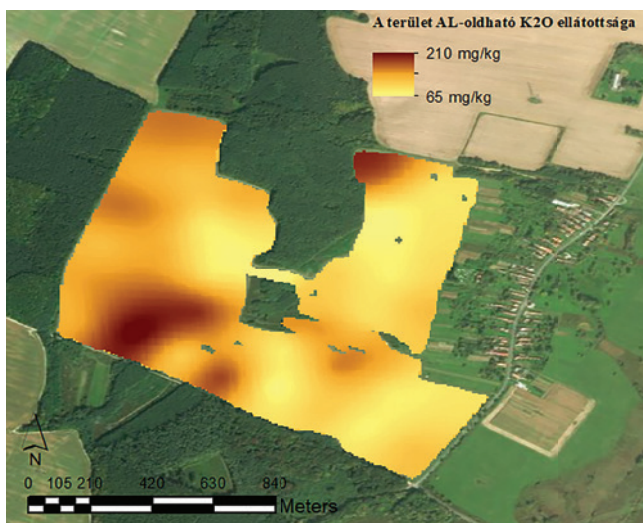 A terület AL-oldható K2O ellátottsága
210 mg/kg
65 mg/kg
N
0 105 210 420 630 840
Meters